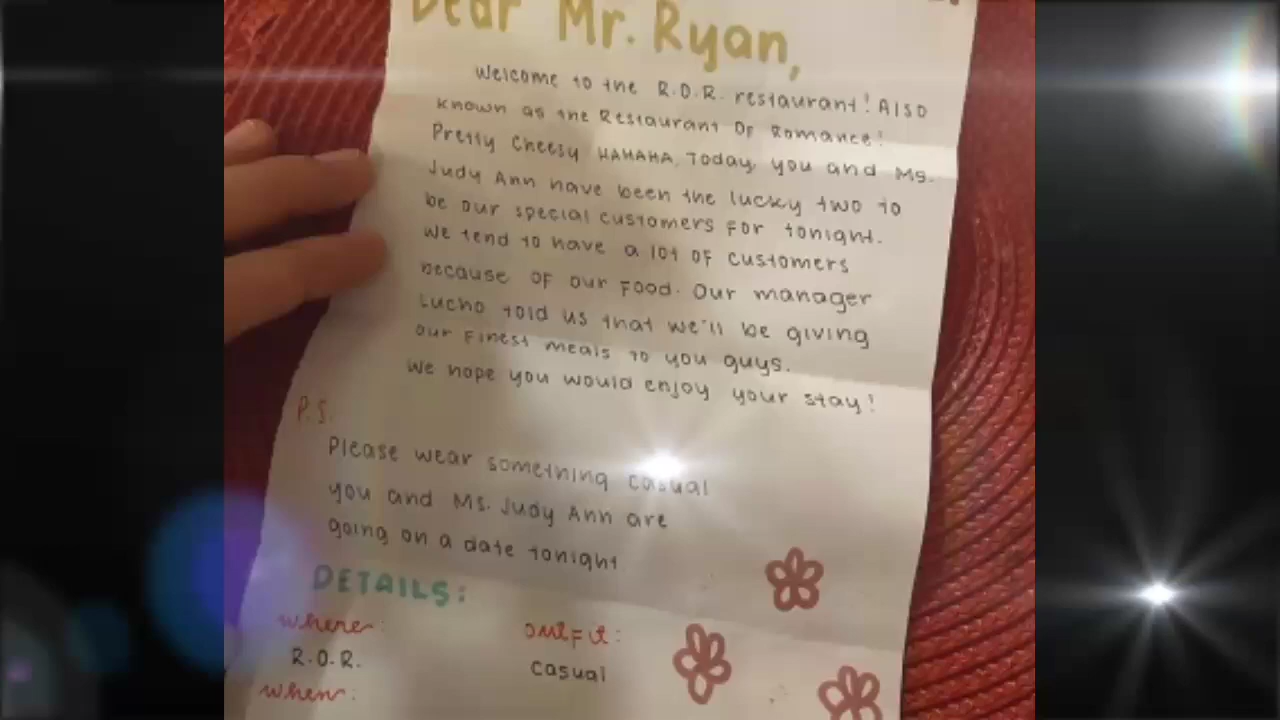 Dear Mr. Ryan,
Welcome to the R.O.R. restaurant! Also
known as the Restaurant Of Romance!
Pretty Cheesy HAHAHA. Today, you and Ms.
Judy Ann have been the lucky two to
be our special customers for tonight.
We tend to have a lot of customers
because of our food. Our manager
Lucho told us that we'll be giving
our finest meals to you guys.
We hope you would enjoy your stay!
P.S.
Please wear something casual
you and Ms. Judy Ann are
going on a date tonight
DETAILS:
where:
outfit:
R.O.R.
casual
when: